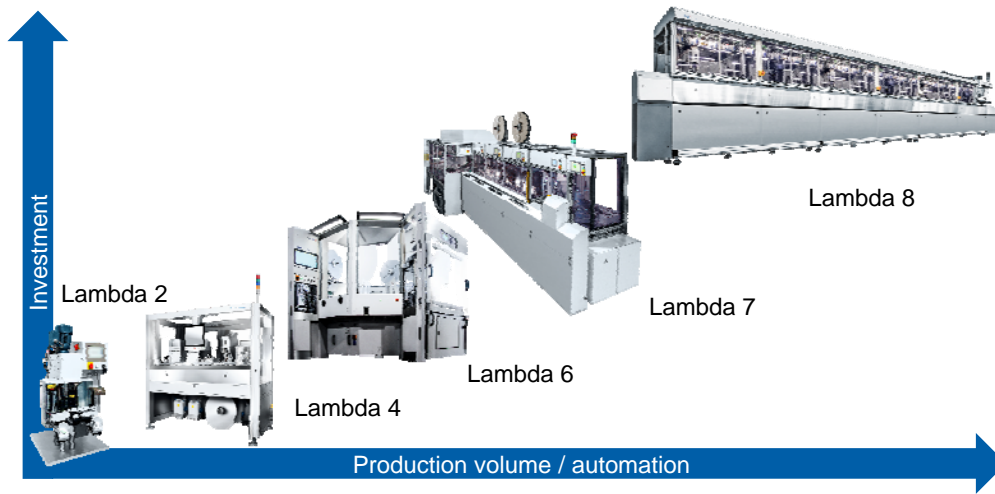 Lambda 8
Investment
Lambda 2
Lambda 7
Lambda 6
Lambda 4
Production volume / automation